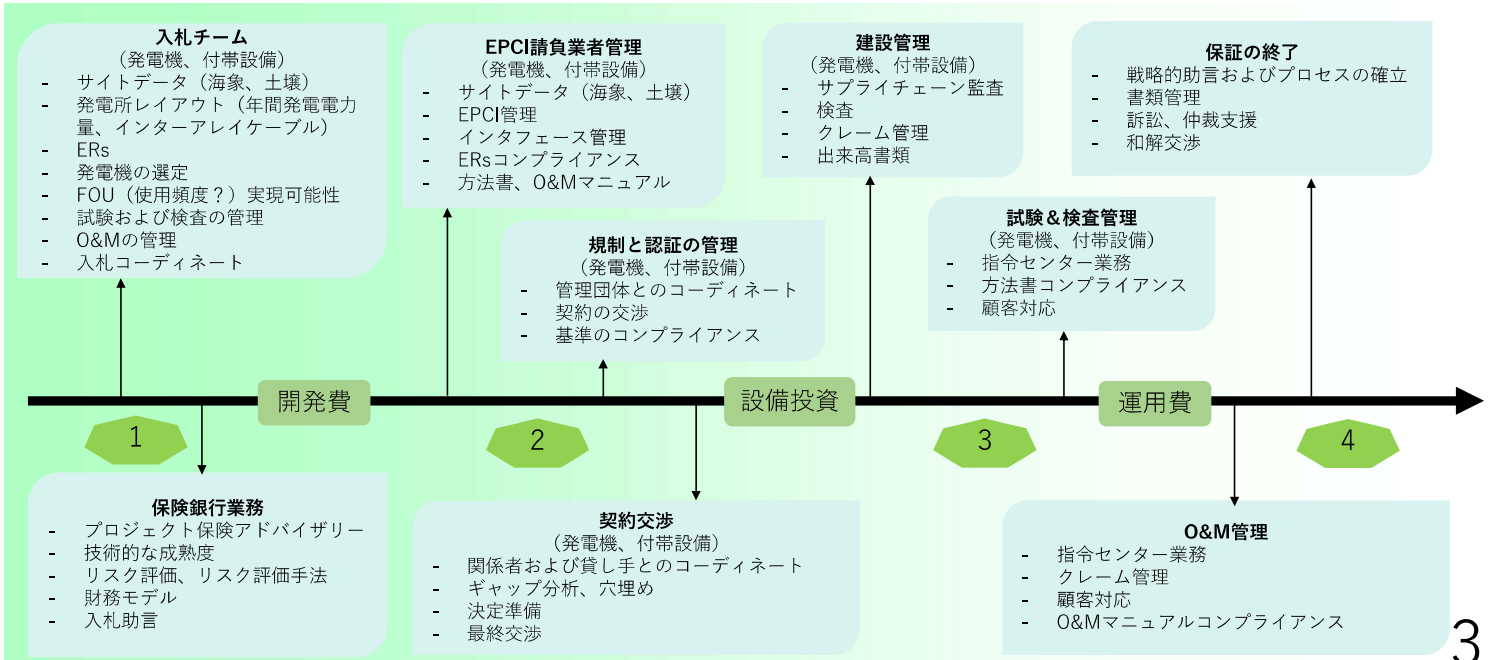 入札チーム
(発電機、付帯設備)
- サイトデータ（海象、土壌）
- 発電所レイアウト（年間発電電力
量、インターアレイケーブル）
- ERs
- 発電機の選定
- FOU（使用頻度？）実現可能性
- 試験および検査の管理
- O&Mの管理
- 入札コーディネート
EPCI請負業者管理
(発電機、付帯設備)
- サイトデータ（海象、土壌）
- EPCI管理
- インタフェース管理
- ERsコンプライアンス
- 方法書、O&Mマニュアル
規制と認証の管理
(発電機、付帯設備)
- 管理団体とのコーディネート
- 契約の交渉
- 基準のコンプライアンス
建設管理
(発電機、付帯設備)
- サプライチェーン監査
- 検査
- クレーム管理
- 出来高書類
試験＆検査管理
(発電機、付帯設備)
- 指令センター業務
- 方法書コンプライアンス
- 顧客対応
保証の終了
- 戦略的助言およびプロセスの確立
- 書類管理
- 訴訟、仲裁支援
- 和解交渉
開発費
設備投資
運用費
1
2
3
4
保険銀行業務
- プロジェクト保険アドバイザリー
- 技術的な成熟度
- リスク評価、リスク評価手法
- 財務モデル
- 入札助言
契約交渉
(発電機、付帯設備)
- 関係者および貸し手とのコーディネート
- ギャップ分析、穴埋め
- 決定準備
- 最終交渉
O&M管理
- 指令センター業務
- クレーム管理
- 顧客対応
- O&Mマニュアルコンプライアンス
3